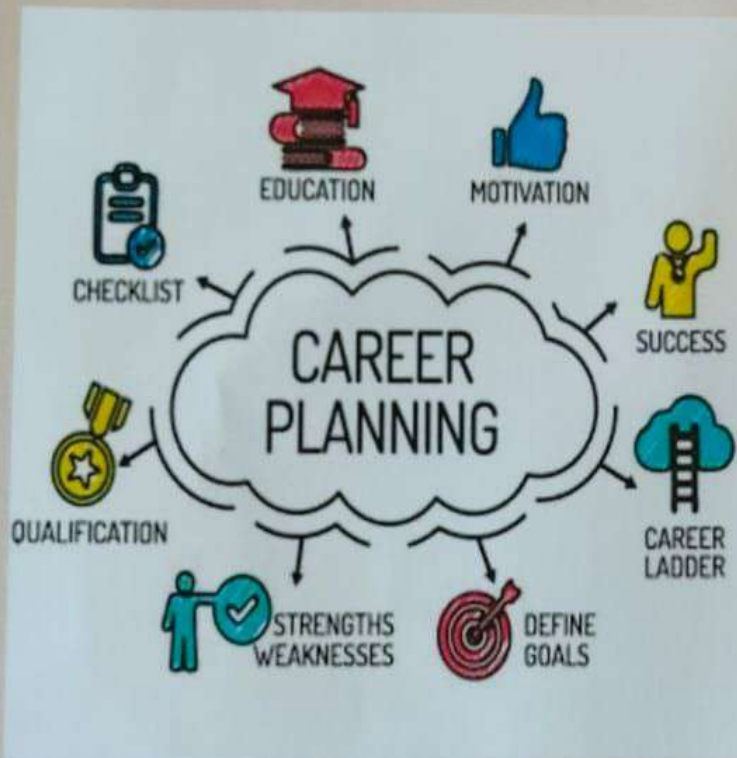 EDUCATION
MOTIVATION
CHECKLIST
SUCCESS
CAREER
PLANNING
QUALIFICATION
CAREER
LADDER
STRENGTHS
WEAKNESSES
DEFINE
GOALS